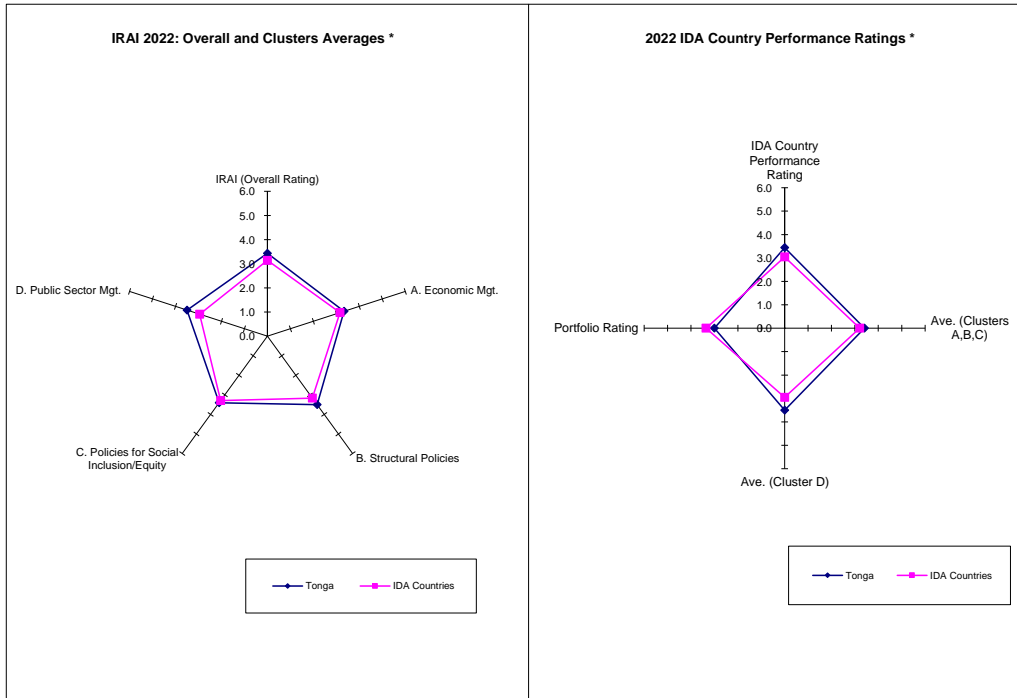 IRAI 2022: Overall and Clusters Averages *
IRAI (Overall Rating)
6.0
5.0
4.0
3.0
2.0
1.0
0.0
A. Economic Mgt.
B. Structural Policies
C. Policies for Social
Inclusion/Equity
D. Public Sector Mgt.
Tonga
IDA Countries
2022 IDA Country Performance Ratings *
IDA Country
Performance
Rating
6.0
5.0
4.0
3.0
2.0
1.0
0.0
Ave. (Clusters
A,B,C)
Ave. (Cluster D)
Portfolio Rating
Tonga
IDA Countries